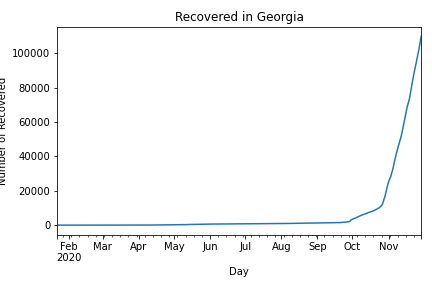 Recovered in Georgia
100000
80000
60000
40000
20000
0
Number of Recovered
Feb Mar Apr May Jun Jul Aug Sep Oct Nov
2020
Day